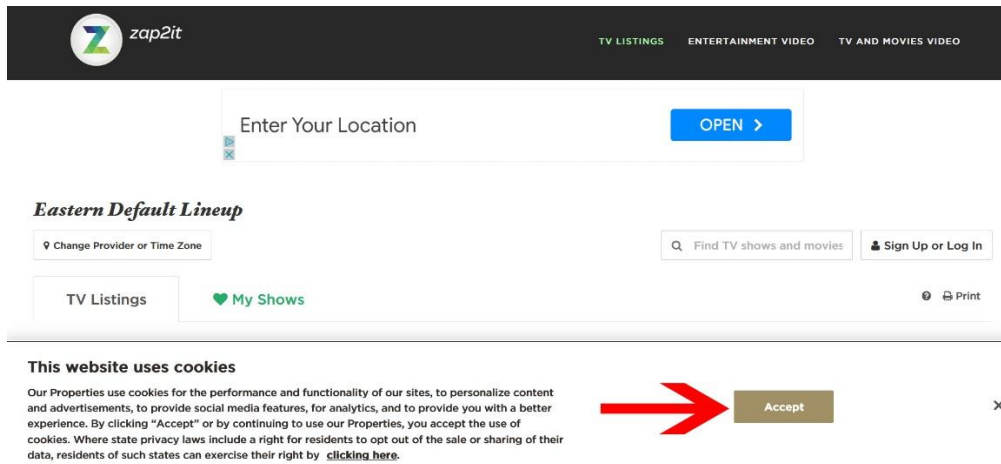 zap2it
TV LISTINGS ENTERTAINMENT VIDEO TV AND MOVIES VIDEO
Enter Your Location
OPEN >
Eastern Default Lineup
Change Provider or Time Zone
Find TV shows and movies
Sign Up or Log In
TV Listings
My Shows
Print
This website uses cookies
Our Properties use cookies for the performance and functionality of our sites, to personalize content
and advertisements, to provide social media features, for analytics, and to provide you with a better
experience. By clicking “Accept” or by continuing to use our Properties, you accept the use of
cookies. Where state privacy laws include a right for residents to opt out of the sale or sharing of their
data, residents of such states can exercise their right by clicking here.
Accept